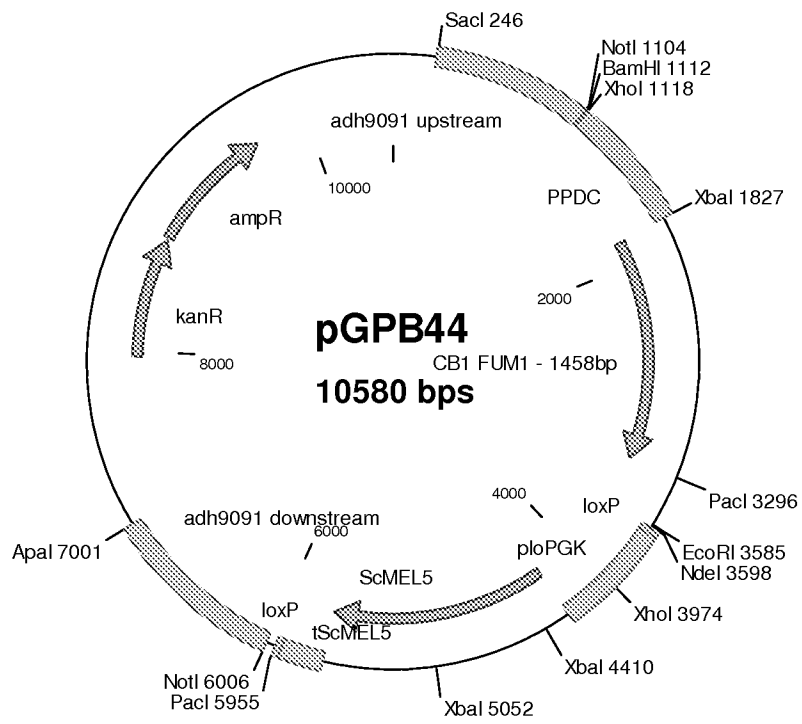 SacI 246
NotI 1104
BamHI 1112
XhoI 1118
adh9091 upstream
10000
PPDC
XbaI 1827
ampR
2000
kanR
pGPB44
8000
CB1 FUM1 - 1458bp
10580 bps
4000
loxP
PacI 3296
adh9091 downstream
6000
ApaI 7001
ploPGK
EcoRI 3585
NdeI 3598
ScMEL5
loxP
XhoI 3974
tScMEL5
XbaI 4410
NotI 6006
PacI 5955
XbaI 5052